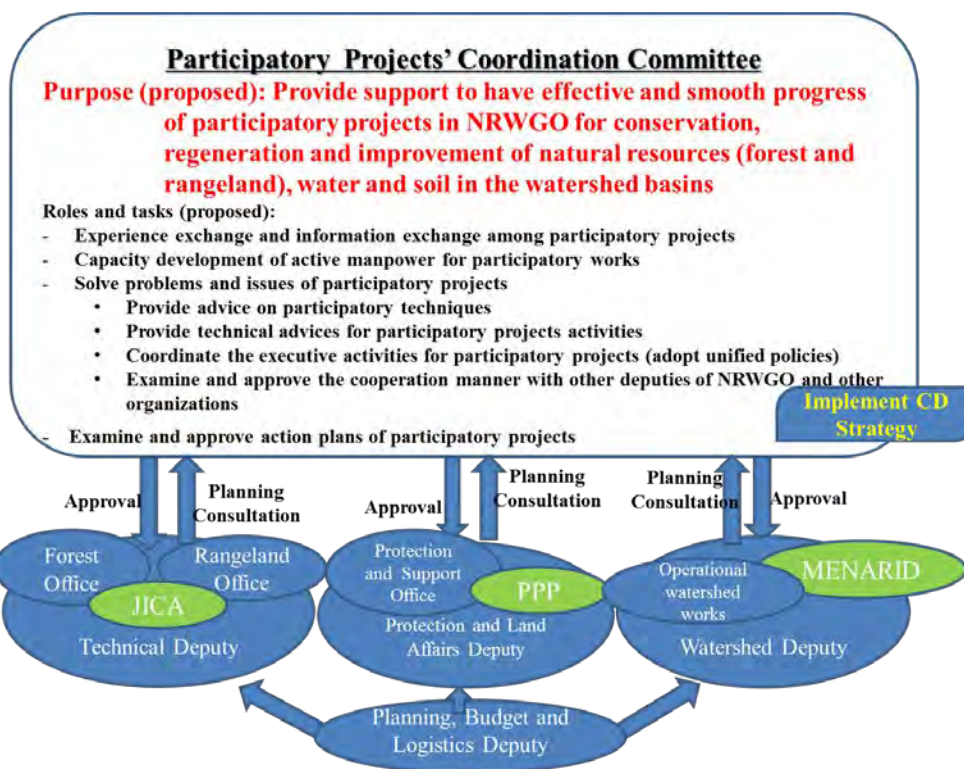 Participatory Projects' Coordination Committee
Purpose (proposed): Provide support to have effective and smooth progress
of participatory projects in NRWGO for conservation,
regeneration and improvement of natural resources (forest and
rangeland), water and soil in the watershed basins
Roles and tasks (proposed):
- Experience exchange and information exchange among participatory projects
- Capacity development of active manpower for participatory works
- Solve problems and issues of participatory projects
• Provide advice on participatory techniques
• Provide technical advices for participatory projects activities
• Coordinate the executive activities for participatory projects (adopt unified policies)
• Examine and approve the cooperation manner with other deputies of NRWGO and other
organizations
- Examine and approve action plans of participatory projects
Implement CD
Strategy
Approval
Planning
Consultation
Approval
Planning
Consultation
Planning
Consultation
Approval
Forest
Office
Rangeland
Office
JICA
Technical Deputy
Protection
and Support
Office
PPP
Protection and Land
Affairs Deputy
Operational
watershed
works
MENARID
Watershed Deputy
Planning, Budget and
Logistics Deputy